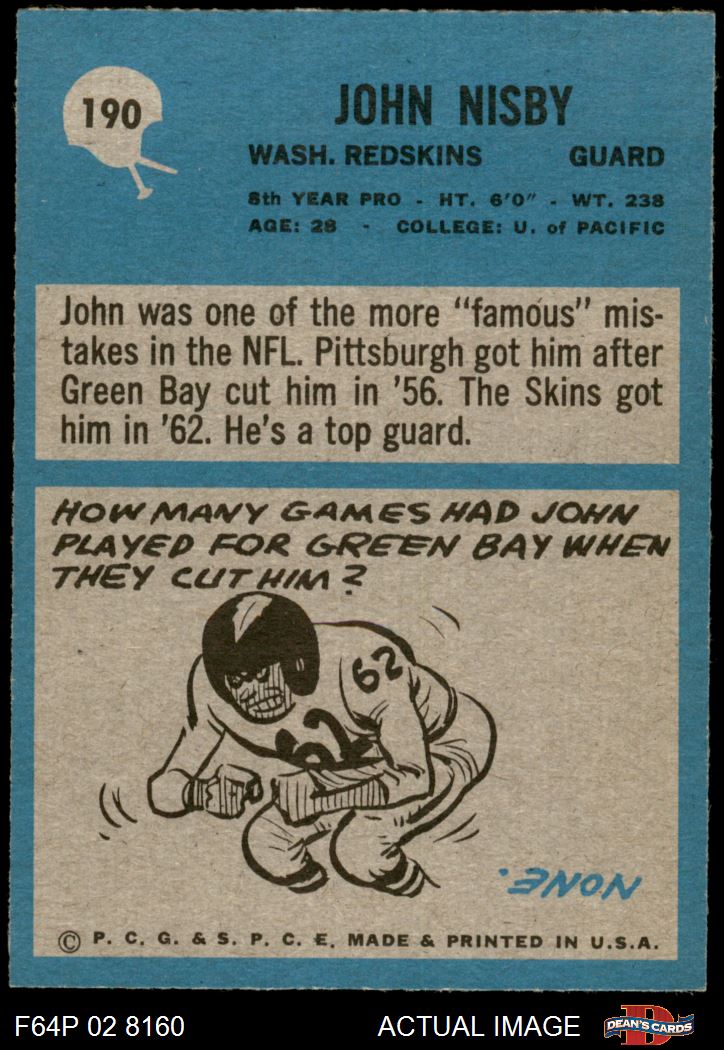 190
JOHN NISBY
WASH. REDSKINS GUARD
8th YEAR PRO - HT. 6'0" - WT. 238
AGE: 28 - COLLEGE: U. of PACIFIC
John was one of the more "famous" mis-
takes in the NFL. Pittsburgh got him after
Green Bay cut him in '56. The Skins got
him in '62. He's a top guard.
HOW MANY GAMES HAD JOHN
PLAYED FOR GREEN BAY WHEN
THEY CUT HIM?
62
62
NONE.
© P. C. G. & S. P. C. E. MADE & PRINTED IN U.S.A.
F64P 02 8160 ACTUAL IMAGE DEAN'S CARDS